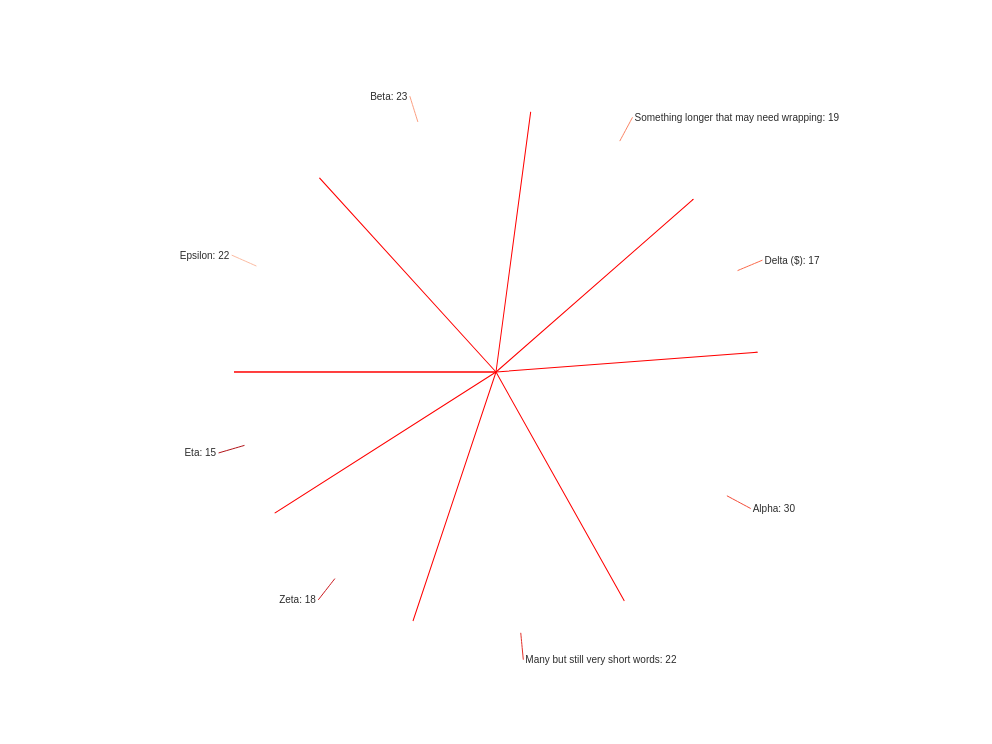 Beta: 23
Something longer that may need wrapping: 19
Epsilon: 22
Delta ($): 17
Eta: 15
Alpha: 30
Zeta: 18
Many but still very short words: 22